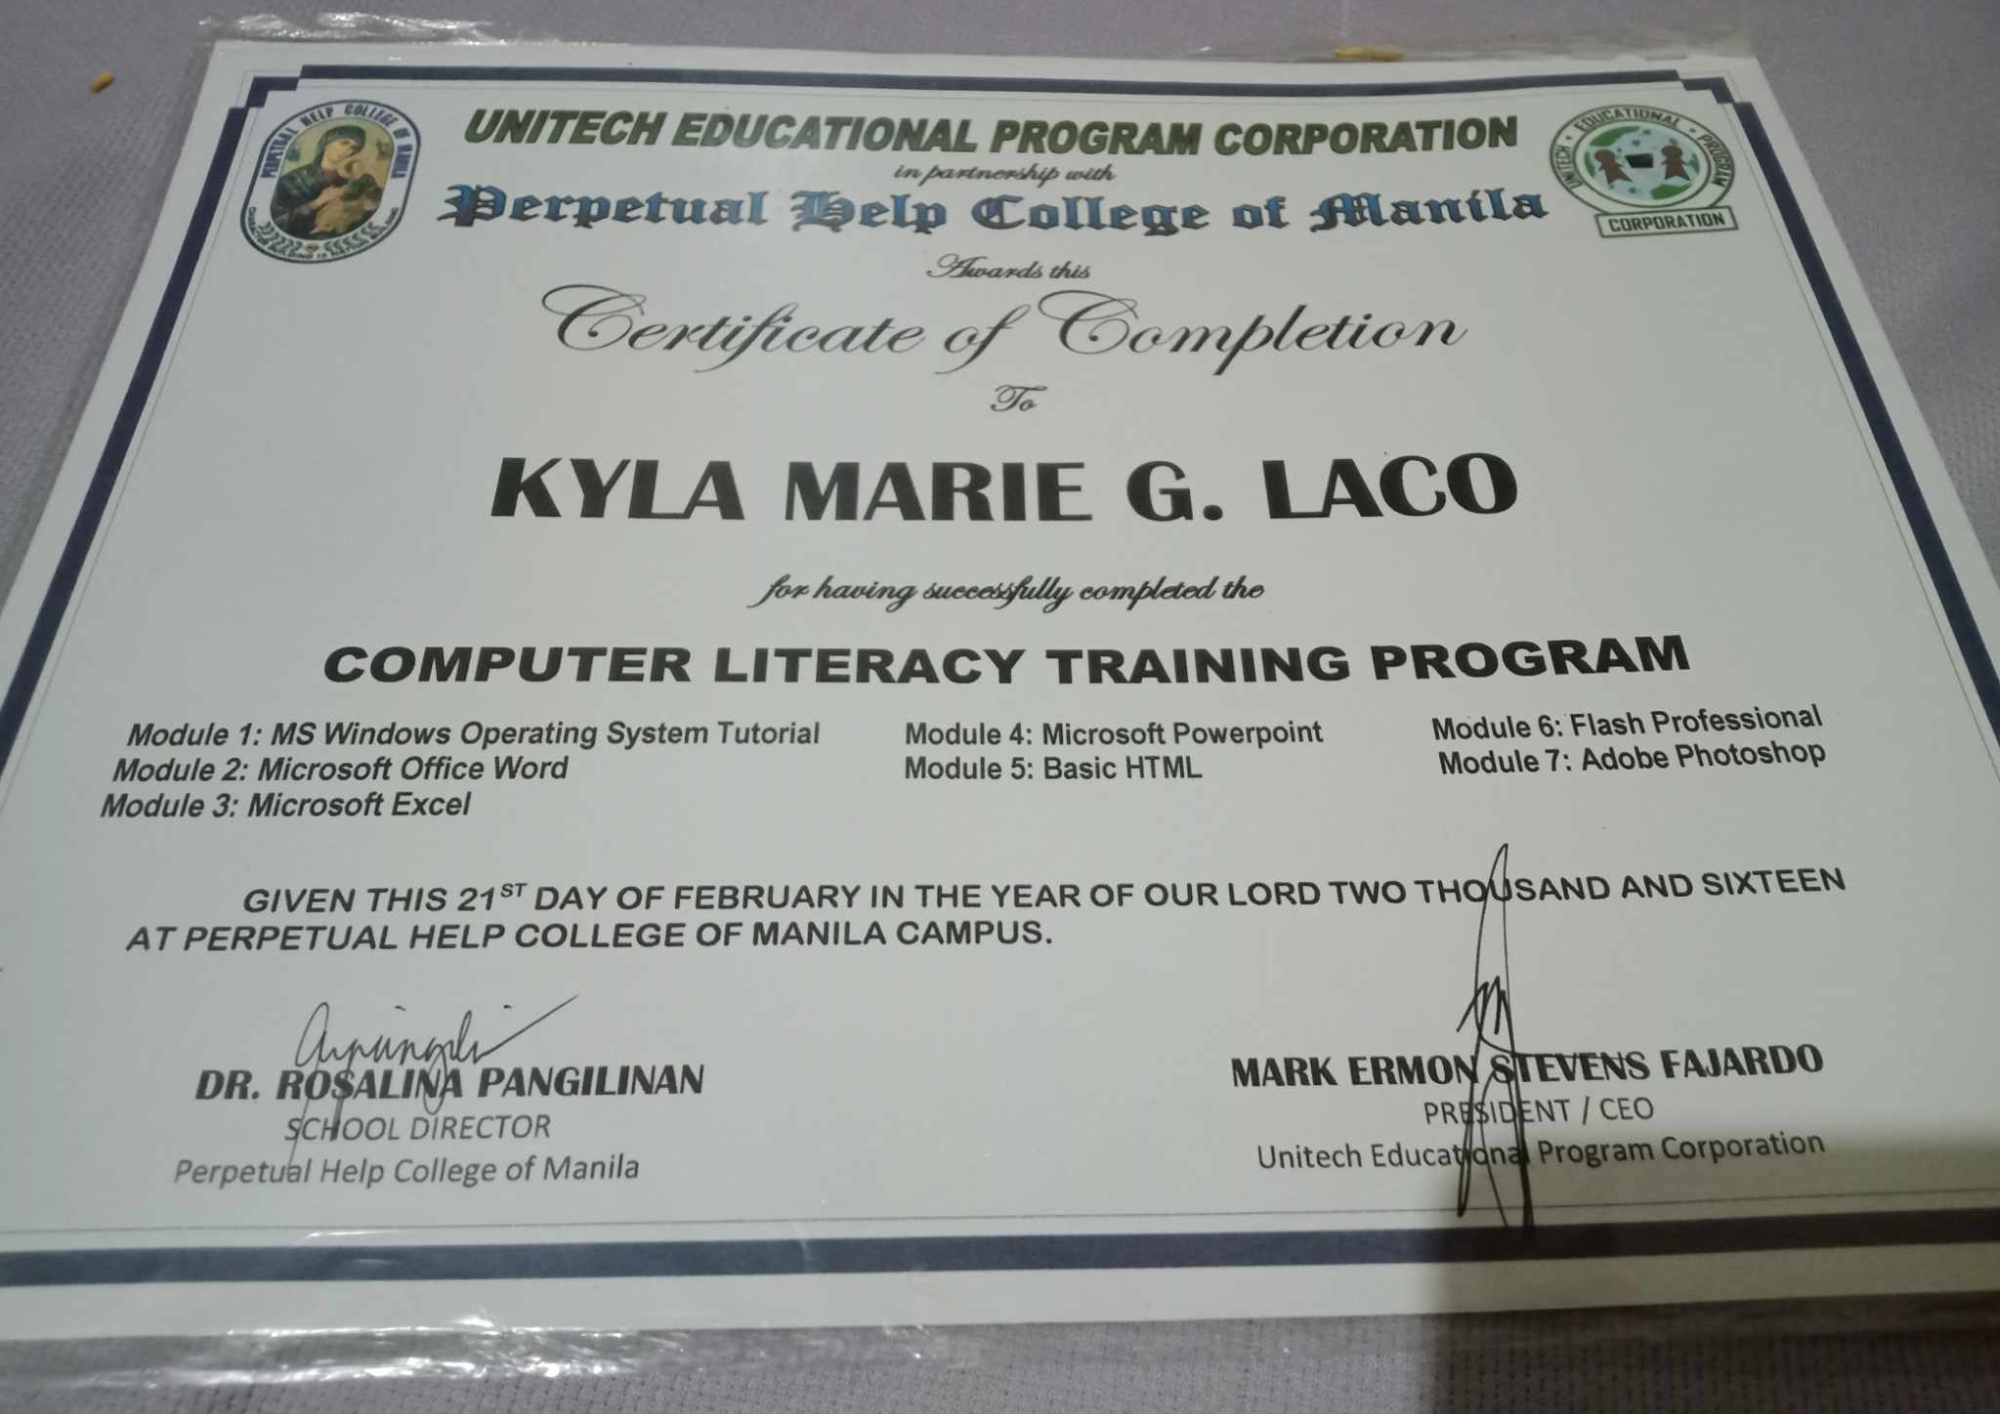 PERPETUAL HELP COLLEGE OF MANILA
UNITECH EDUCATIONAL PROGRAM CORPORATION
UNITECH • EDUCATIONAL • PROGRAM
CORPORATION
in partnership with
Perpetual Help College of Manila
Awards this
Certificate of Completion
To
KYLA MARIE G. LACO
for having successfully completed the
COMPUTER LITERACY TRAINING PROGRAM
Module 1: MS Windows Operating System Tutorial
Module 2: Microsoft Office Word
Module 3: Microsoft Excel
Module 4: Microsoft Powerpoint
Module 5: Basic HTML
Module 6: Flash Professional
Module 7: Adobe Photoshop
GIVEN THIS 21ST DAY OF FEBRUARY IN THE YEAR OF OUR LORD TWO THOUSAND AND SIXTEEN
AT PERPETUAL HELP COLLEGE OF MANILA CAMPUS.
DR. ROSALINA PANGILINAN
SCHOOL DIRECTOR
Perpetual Help College of Manila
MARK ERMON STEVENS FAJARDO
PRESIDENT / CEO
Unitech Educational Program Corporation